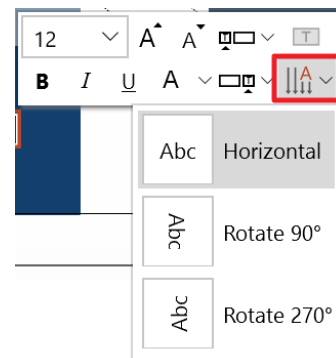 12 A A T T
B I U A T A
Abc Horizontal
Abc Rotate 90°
Abc Rotate 270°